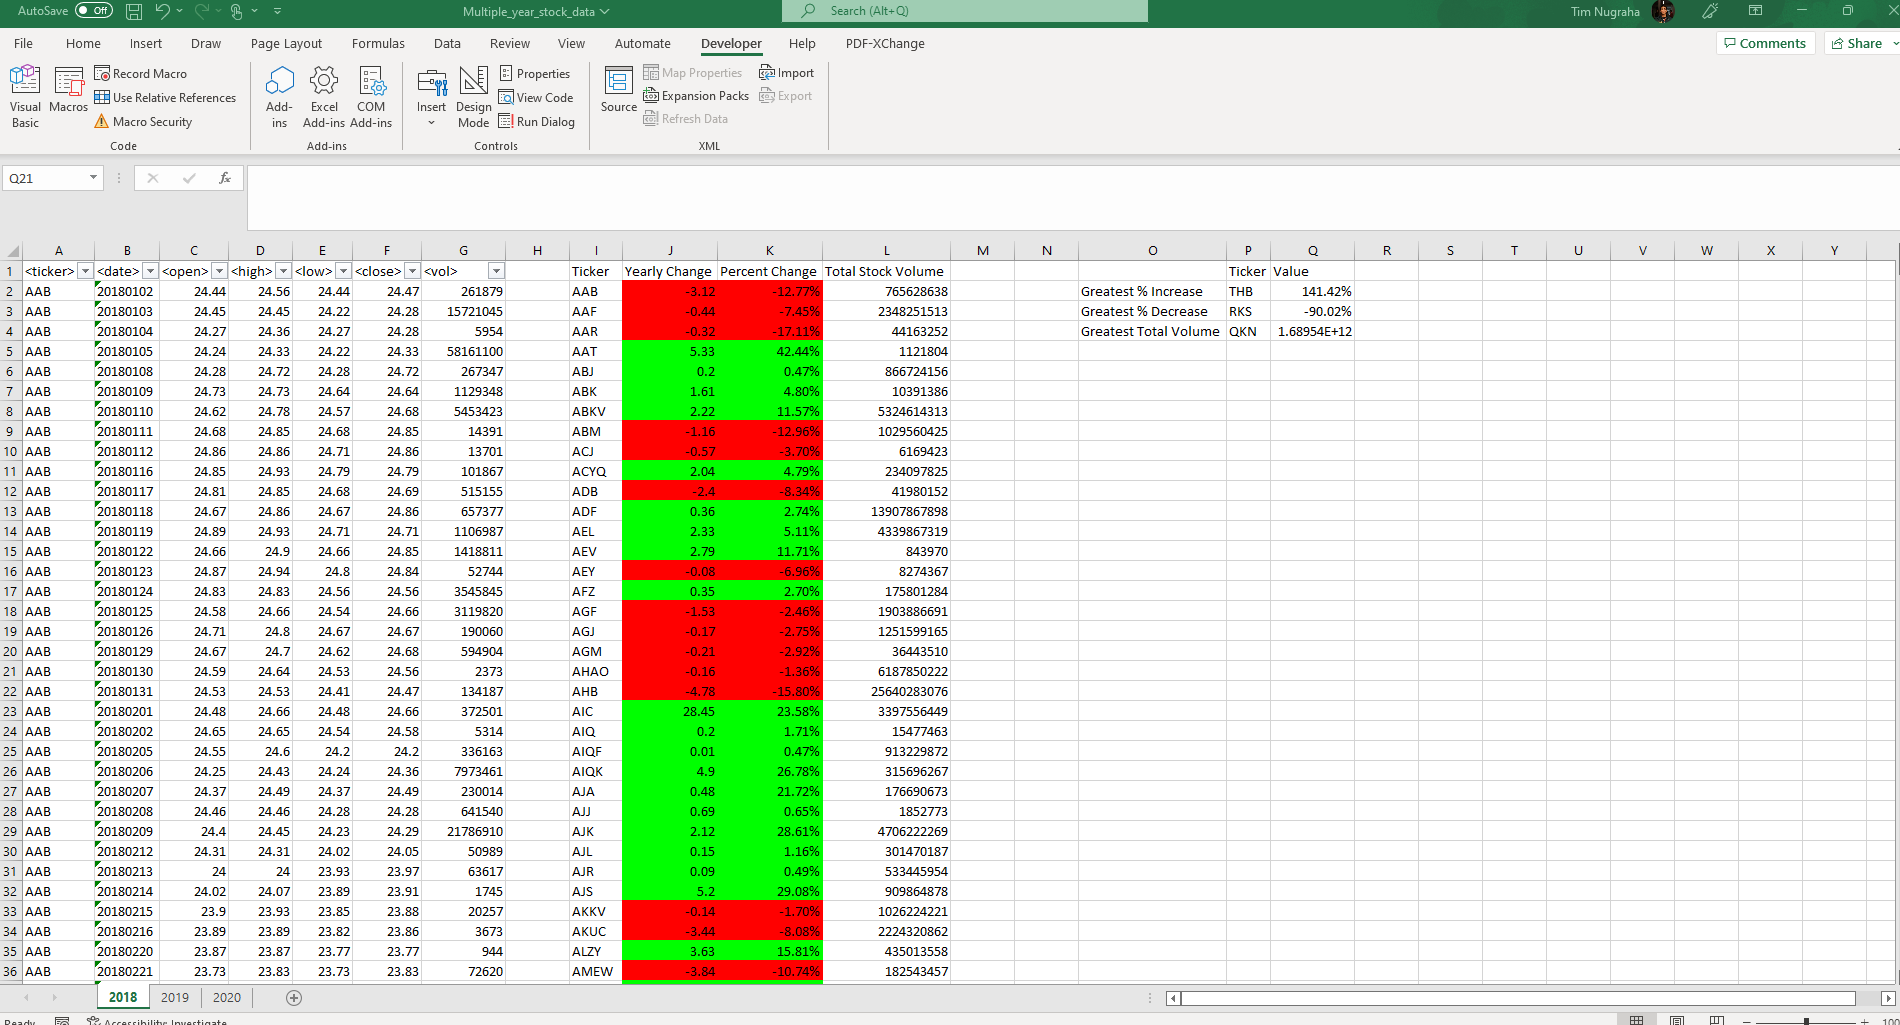 AutoSave Off Multiple_year_stock_data Search (Alt+Q) Tim Nugraha
File Home Insert Draw Page Layout Formulas Data Review View Automate Developer Help PDF-XChange Comments Share
Visual Basic Macros Record Macro Use Relative References Macro Security
Add-ins Excel Add-ins COM Add-ins
Insert Design Mode Properties View Code Run Dialog
Source Map Properties Expansion Packs Refresh Data Import Export
Code Add-ins Controls XML
Q21 fx
A B C D E F G H I J K L M N O P Q R S T U V W X Y
1 <ticker> <date> <open> <high> <low> <close> <vol> Ticker Yearly Change Percent Change Total Stock Volume Ticker Value
2 AAB 20180102 24.44 24.56 24.44 24.47 261879 AAB -3.12 -12.77% 765628638 Greatest % Increase THB 141.42%
3 AAB 20180103 24.45 24.45 24.22 24.28 15721045 AAF -0.44 -7.45% 2348251513 Greatest % Decrease RKS -90.02%
4 AAB 20180104 24.27 24.36 24.27 24.28 5954 AAR -0.32 -17.11% 44163252 Greatest Total Volume QKN 1.68954E+12
5 AAB 20180105 24.24 24.33 24.22 24.33 58161100 AAT 5.33 42.44% 1121804
6 AAB 20180108 24.28 24.72 24.28 24.72 267347 ABJ 0.2 0.47% 866724156
7 AAB 20180109 24.73 24.73 24.64 24.64 1129348 ABK 1.61 4.80% 10391386
8 AAB 20180110 24.62 24.78 24.57 24.68 5453423 ABKV 2.22 11.57% 5324614313
9 AAB 20180111 24.68 24.85 24.68 24.85 14391 ABM -1.16 -12.96% 1029560425
10 AAB 20180112 24.86 24.86 24.71 24.86 13701 ACJ -0.57 -3.70% 6169423
11 AAB 20180116 24.85 24.93 24.79 24.79 101867 ACYQ 2.04 4.79% 234097825
12 AAB 20180117 24.81 24.85 24.68 24.69 515155 ADB -2.4 -8.34% 41980152
13 AAB 20180118 24.67 24.86 24.67 24.86 657377 ADF 0.36 2.74% 13907867898
14 AAB 20180119 24.89 24.93 24.71 24.71 1106987 AEL 2.33 5.11% 4339867319
15 AAB 20180122 24.66 24.9 24.66 24.85 1418811 AEV 2.79 11.71% 843970
16 AAB 20180123 24.87 24.94 24.8 24.84 52744 AEY -0.08 -6.96% 8274367
17 AAB 20180124 24.83 24.83 24.56 24.56 3545845 AFZ 0.35 2.70% 175801284
18 AAB 20180125 24.58 24.66 24.54 24.66 3119820 AGF -1.53 -2.46% 1903886691
19 AAB 20180126 24.71 24.8 24.67 24.67 190060 AGJ -0.17 -2.75% 1251599165
20 AAB 20180129 24.67 24.7 24.62 24.68 594904 AGM -0.21 -2.92% 36443510
21 AAB 20180130 24.59 24.64 24.53 24.56 2373 AHAO -0.16 -1.36% 6187850222
22 AAB 20180131 24.53 24.53 24.41 24.47 134187 AHB -4.78 -15.80% 25640283076
23 AAB 20180201 24.48 24.66 24.48 24.66 372501 AIC 28.45 23.58% 3397556449
24 AAB 20180202 24.65 24.65 24.54 24.58 5314 AIQ 0.2 1.71% 15477463
25 AAB 20180205 24.55 24.6 24.2 24.2 336163 AIQF 0.01 0.47% 913229872
26 AAB 20180206 24.25 24.43 24.24 24.36 7973461 AIQK 4.9 26.78% 315696267
27 AAB 20180207 24.37 24.49 24.37 24.49 230014 AJA 0.48 21.72% 176690673
28 AAB 20180208 24.46 24.46 24.28 24.28 641540 AJJ 0.69 0.65% 1852773
29 AAB 20180209 24.4 24.45 24.23 24.29 21786910 AJK 2.12 28.61% 4706222269
30 AAB 20180212 24.31 24.31 24.02 24.05 50989 AJL 0.15 1.16% 301470187
31 AAB 20180213 24 24 23.93 23.97 63617 AJR 0.09 0.49% 533445954
32 AAB 20180214 24.02 24.07 23.89 23.91 1745 AJS 5.2 29.08% 909864878
33 AAB 20180215 23.9 23.93 23.85 23.88 20257 AKKV -0.14 -1.70% 1026224221
34 AAB 20180216 23.89 23.89 23.82 23.86 3673 AKUC -3.44 -8.08% 2224320862
35 AAB 20180220 23.87 23.87 23.77 23.77 944 ALZY 3.63 15.81% 435013558
36 AAB 20180221 23.73 23.83 23.73 23.83 72620 AMEW -3.84 -10.74% 182543457
2018 2019 2020
Ready Accessibility: Investigate 100